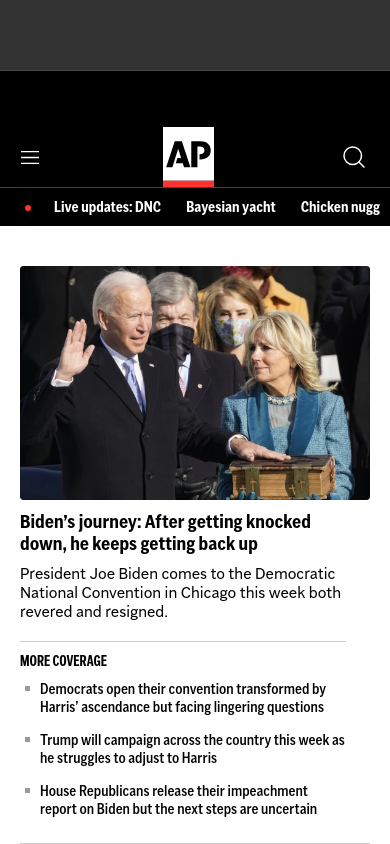 AP
Live updates: DNC Bayesian yacht Chicken nugg
Biden’s journey: After getting knocked
down, he keeps getting back up
President Joe Biden comes to the Democratic
National Convention in Chicago this week both
revered and resigned.
MORE COVERAGE
Democrats open their convention transformed by
Harris’ ascendance but facing lingering questions
Trump will campaign across the country this week as
he struggles to adjust to Harris
House Republicans release their impeachment
report on Biden but the next steps are uncertain